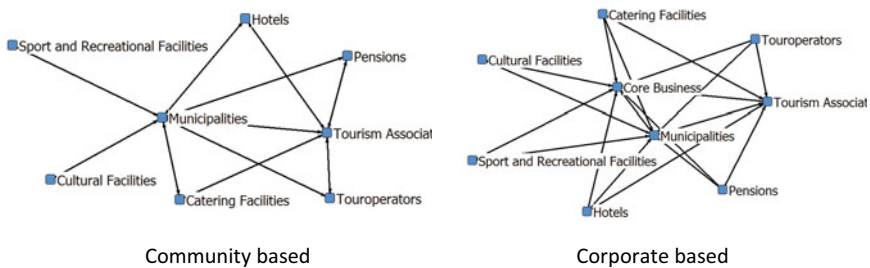 Hotels
Sport and Recreational Facilities
Pensions
Municipalities
Tourism Associat
Cultural Facilities
Catering Facilities
Touroperators
Community based
Catering Facilities
Touroperators
Cultural Facilities
Core Business
Tourism Associat
Municipalities
Sport and Recreational Facilities
Pensions
Hotels
Corporate based